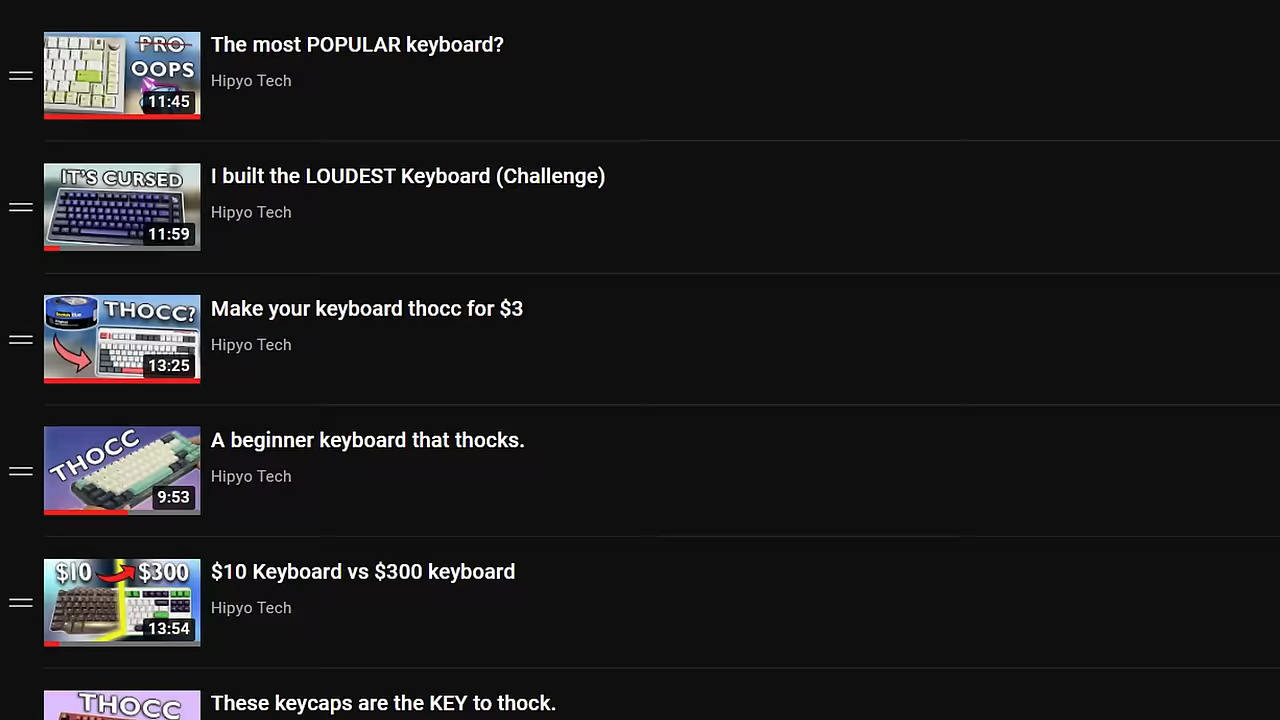 PRO
OOPS
11:45
The most POPULAR keyboard?
Hipyo Tech
IT'S CURSED
11:59
I built the LOUDEST Keyboard (Challenge)
Hipyo Tech
THOCC?
13:25
Make your keyboard thocc for $3
Hipyo Tech
THOCC
9:53
A beginner keyboard that thocks.
Hipyo Tech
$10
$300
13:54
$10 Keyboard vs $300 keyboard
Hipyo Tech
THOCC
These keycaps are the KEY to thock.